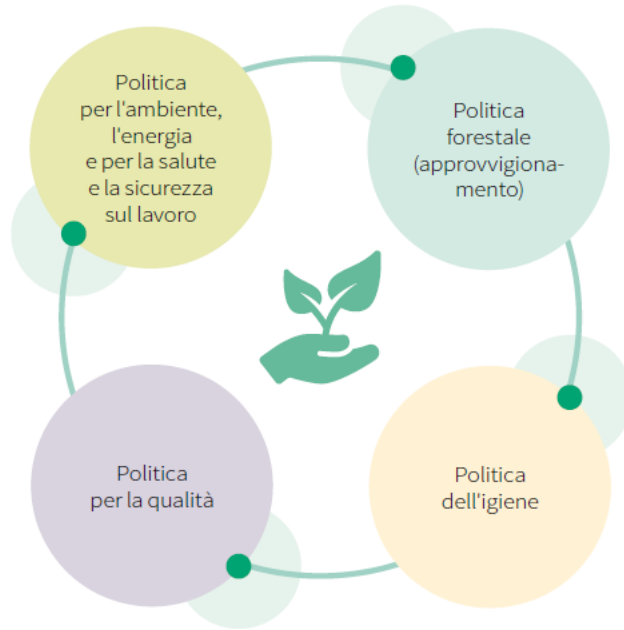 Politica
per l'ambiente,
l'energia
e per la salute
e la sicurezza
sul lavoro
Politica
forestale
(approvvigiona-
mento)
Politica
per la qualità
Politica
dell'igiene